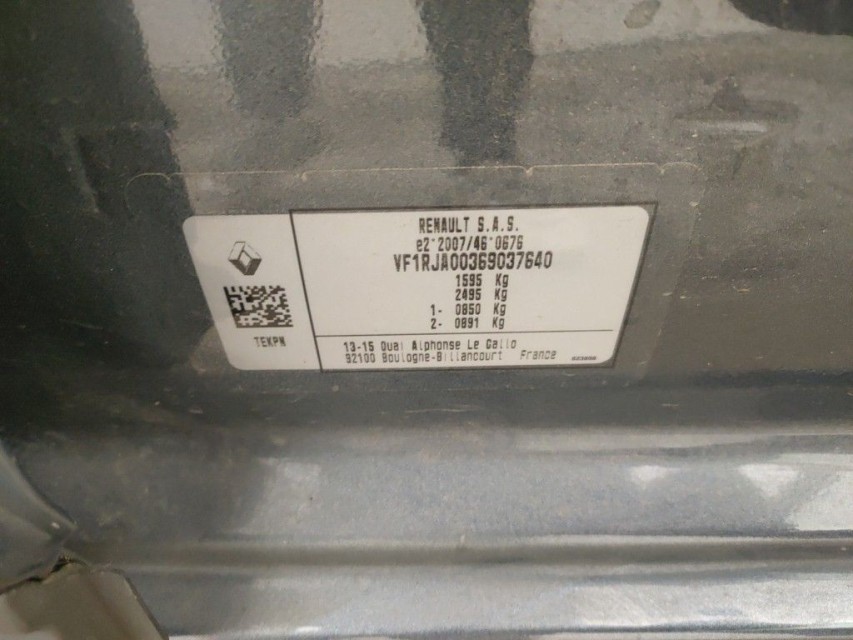 RENAULT S.A.S.
e2*2007/46*0676
VF1RJA00369037640
1595 Kg
2495 Kg
1- 0850 Kg
2- 0891 Kg
TEKPN
13-15 Quai Alphonse Le Gallo
92100 Boulogne-Billancourt France